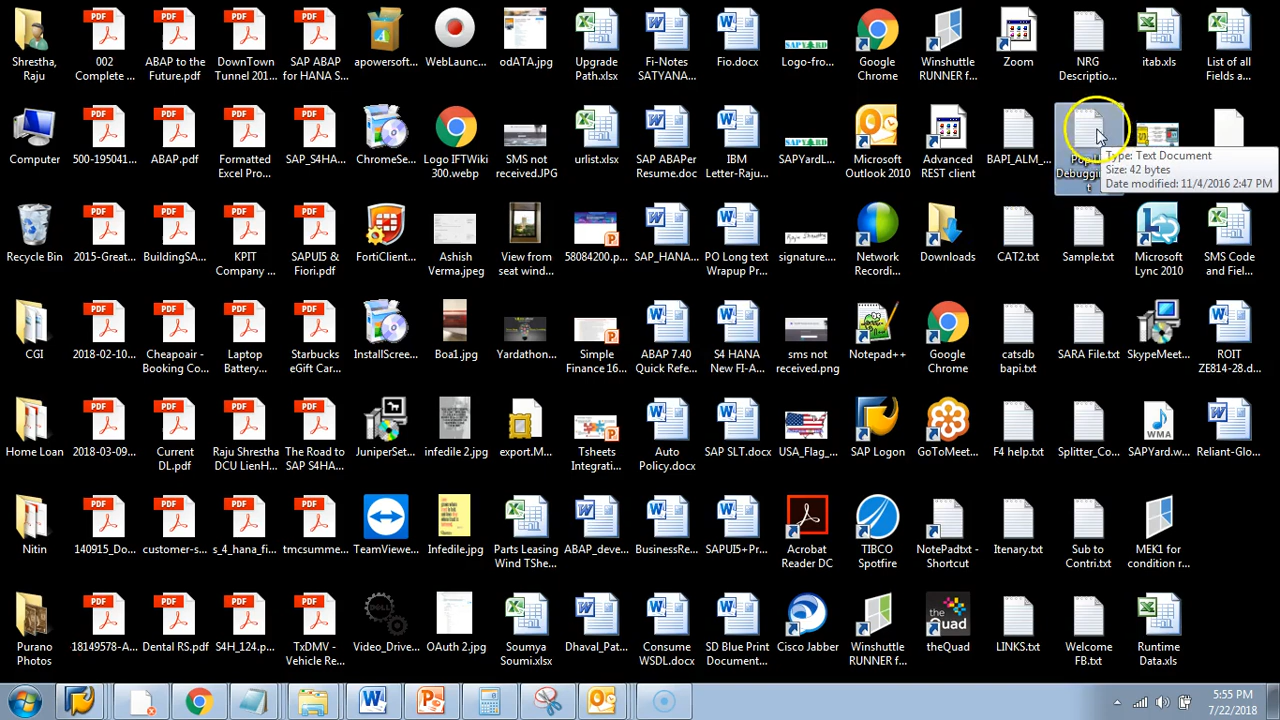 Shrestha,
Raju
002
Complete ...
ABAP to the
Future.pdf
DownTown
Tunnel 201...
SAP ABAP
for HANA S...
apowersoft...
WebLaunc...
odATA.jpg
Upgrade
Path.xlsx
Fi-Notes
SATYANA...
Fio.docx
SAPYARD
Logo-fro...
Google
Chrome
Winshuttle
RUNNER f...
Zoom
NRG
Descriptio...
itab.xls
List of all
Fields a...
Computer
500-195041...
ABAP.pdf
Formatted
Excel Pro...
SAP_S4HA...
ChromeSe...
Logo IFTWiki
300.webp
SMS not
received.JPG
urlist.xlsx
SAP ABAPer
Resume.doc
IBM
Letter-Raju...
SAPYardL...
Microsoft
Outlook 2010
Advanced
REST client
BAPI_ALM_...
Type: Text Document
Size: 42 bytes
Date modified: 11/4/2016 2:47 PM
Recycle Bin
2015-Great...
BuildingSA...
KPIT
Company ...
SAPUI5 &
Fiori.pdf
FortiClient...
Ashish
Verma.jpeg
View from
seat wind...
58084200.p...
SAP_HANA...
PO Long text
Wrapup Pr...
signature....
Network
Recordi...
Downloads
CAT2.txt
Sample.txt
Microsoft
Lync 2010
SMS Code
and Fiel...
CGI
2018-02-10...
Cheapoair -
Booking Co...
Laptop
Battery...
Starbucks
eGift Car...
InstallScree...
Boa1.jpg
Yardathon...
Simple
Finance 16...
ABAP 7.40
Quick Refe...
S4 HANA
New FI-A...
sms not
received.png
Notepad++
Google
Chrome
catsdb
bapi.txt
SARA File.txt
SkypeMeet...
ROIT
ZE814-28.d...
Home Loan
2018-03-09...
Current
DL.pdf
Raju Shrestha
DCU LienH...
The Road to
SAP S4HA...
JuniperSet...
infedile 2.jpg
export.M...
Tsheets
Integrati...
Auto
Policy.docx
SAP SLT.docx
USA_Flag_...
SAP Logon
GoToMeet...
F4 help.txt
Splitter_Co...
WMA
SAPYard.w...
Reliant-Glo...
Nitin
140915_Do...
customer-s...
s_4_hana_fi...
tmcsumme...
TeamViewe...
Infedile.jpg
Parts Leasing
Wind TShe...
ABAP_deve...
BusinessRe...
SAPUI5+Pr...
Acrobat
Reader DC
TIBCO
Spotfire
NotePadtxt -
Shortcut
Itenary.txt
Sub to
Contri.txt
MEK1 for
condition r...
Purano
Photos
18149578-A...
Dental RS.pdf
S4H_124.p...
TxDMV -
Vehicle Re...
Video_Drive...
OAuth 2.jpg
Soumya
Soumi.xlsx
Dhaval_Pat...
Consume
WSDL.docx
SD Blue Print
Document...
Cisco Jabber
Winshuttle
RUNNER f...
the
Quad
theQuad
LINKS.txt
Welcome
FB.txt
Runtime
Data.xls
5:55 PM
7/22/2018